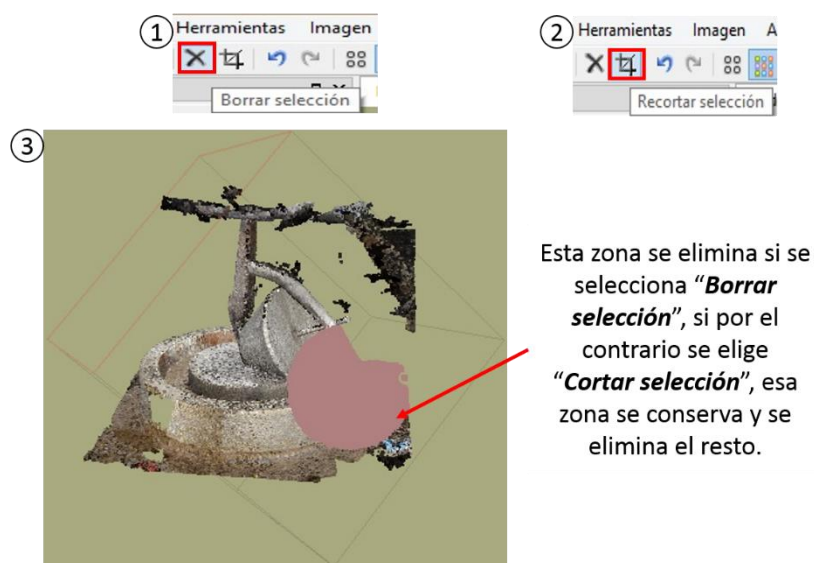 1
Herramientas Imagen
Borrar selección
2
Herramientas Imagen A
Recortar selección
3
Esta zona se elimina si se
selecciona “Borrar
selección”, si por el
contrario se elige
“Cortar selección”, esa
zona se conserva y se
elimina el resto.